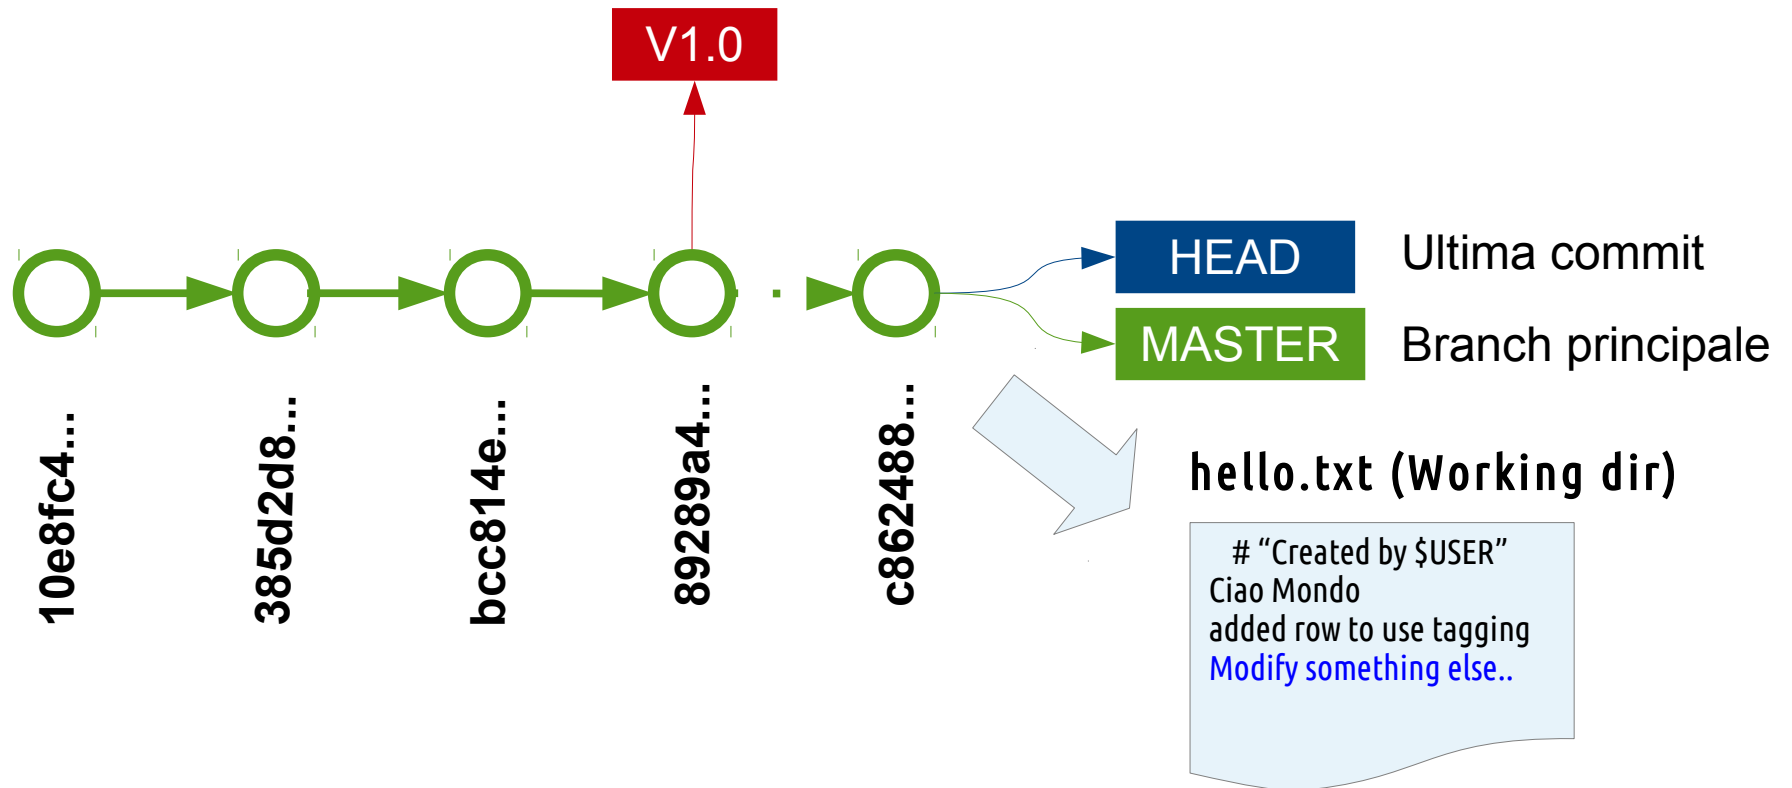 V1.0
HEAD
Ultima commit
MASTER
Branch principale
10e8fc4...
385d2d8...
bcc814e...
89289a4...
c862488...
hello.txt (Working dir)
# “Created by $USER”
Ciao Mondo
added row to use tagging
Modify something else..